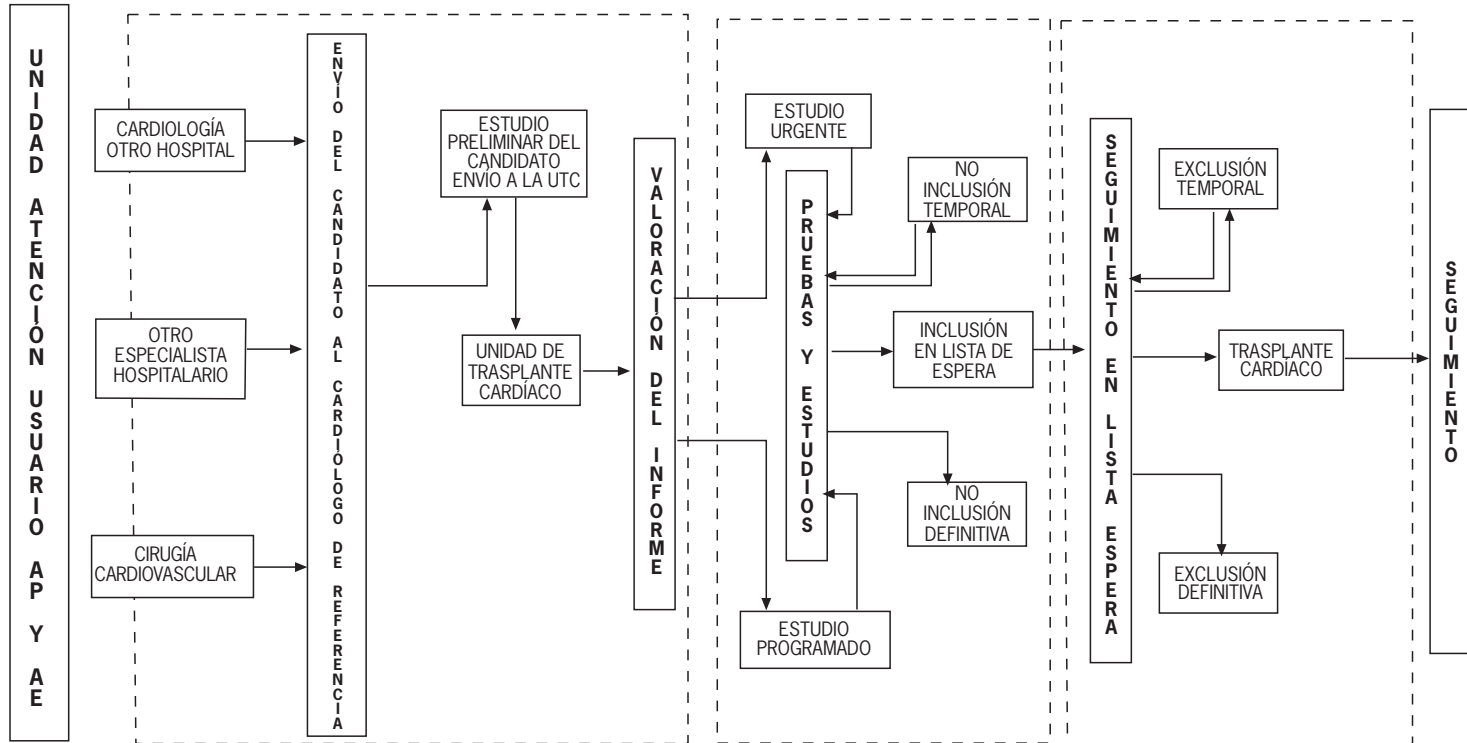 UNIDAD ATENCIÓN USUARIO AP Y AE
CARDIOLOGÍA
OTRO HOSPITAL
OTRO
ESPECIALISTA
HOSPITALARIO
CIRUGÍA
CARDIOVASCULAR
ENVÍO DEL CANDIDATO AL CARDIÓLOGO DE REFERENCIA
ESTUDIO
PRELIMINAR DEL
CANDIDATO
ENVÍO A LA UTC
UNIDAD DE
TRASPLANTE
CARDÍACO
VALORACIÓN DEL INFORME
ESTUDIO
URGENTE
PRUEBAS Y ESTUDIOS
ESTUDIO
PROGRAMADO
NO
INCLUSIÓN
TEMPORAL
INCLUSIÓN
EN LISTA DE
ESPERA
NO
INCLUSIÓN
DEFINITIVA
SEGUIMIENTO EN LISTA ESPERA
EXCLUSIÓN
TEMPORAL
TRASPLANTE
CARDÍACO
EXCLUSIÓN
DEFINITIVA
SEGUIMIENTO